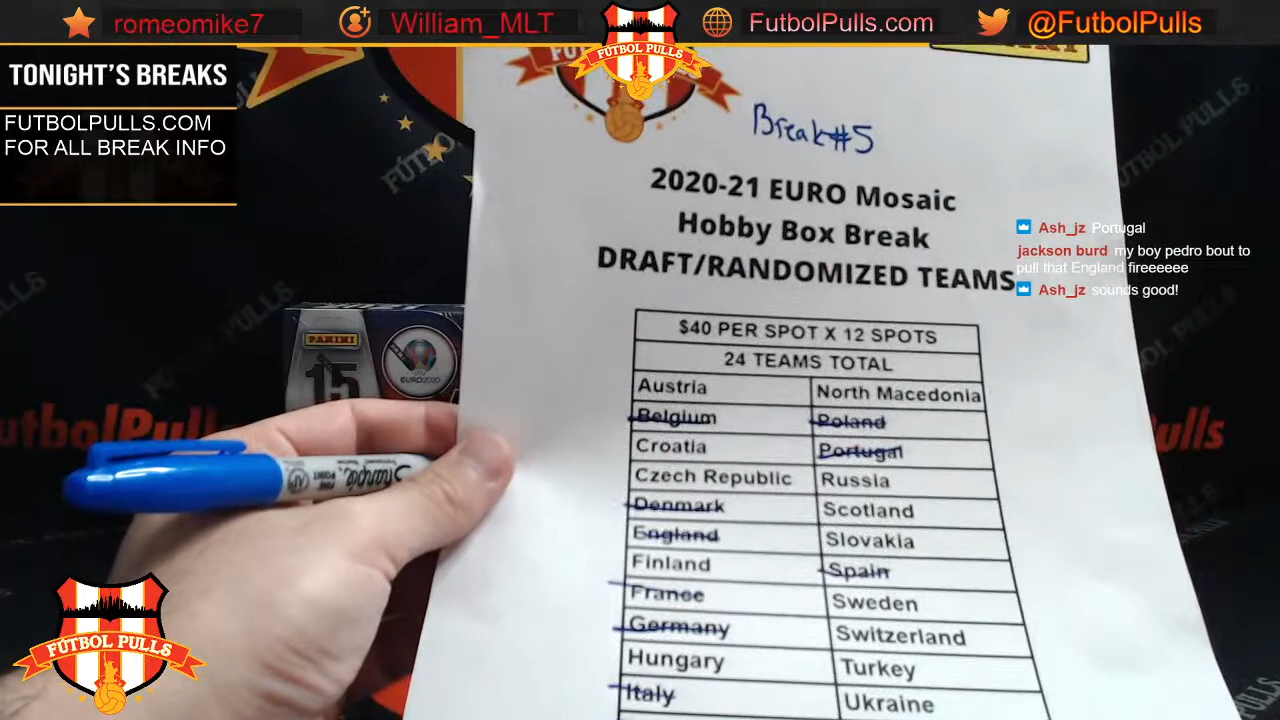 romeomike7
William_MLT
FutbolPulls.com
@FutbolPulls
FÚTBOL PULLS
TONIGHT'S BREAKS
FUTBOLPULLS.COM
FOR ALL BREAK INFO
Break #5
2020-21 EURO Mosaic
Hobby Box Break
DRAFT/RANDOMIZED TEAMS
Ash_jz Portugal
jackson burd my boy pedro bout to
pull that England fireeeeee
Ash_jz sounds good!
$40 PER SPOT X 12 SPOTS
24 TEAMS TOTAL
Austria North Macedonia
Belgium Poland
Croatia Portugal
Czech Republic Russia
Denmark Scotland
England Slovakia
Finland Spain
France Sweden
Germany Switzerland
Hungary Turkey
Italy Ukraine
PANINI
15
EURO2020
Sharpie
FÚTBOL PULLS
FÚTBOL PULLS